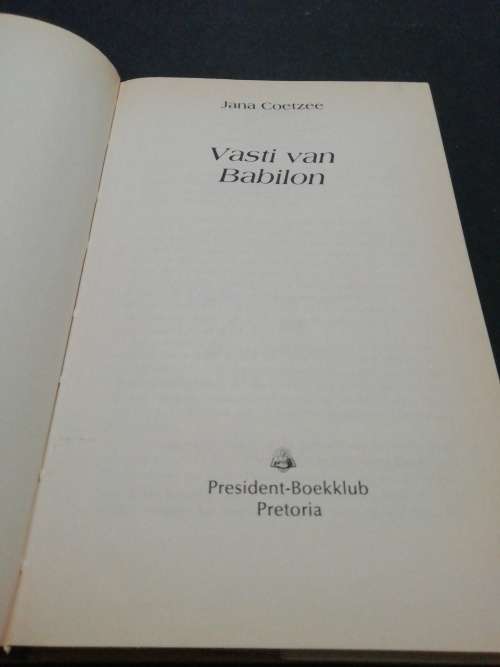 Jana Coetzee
Vasti van
Babilon
President-Boekklub
Pretoria